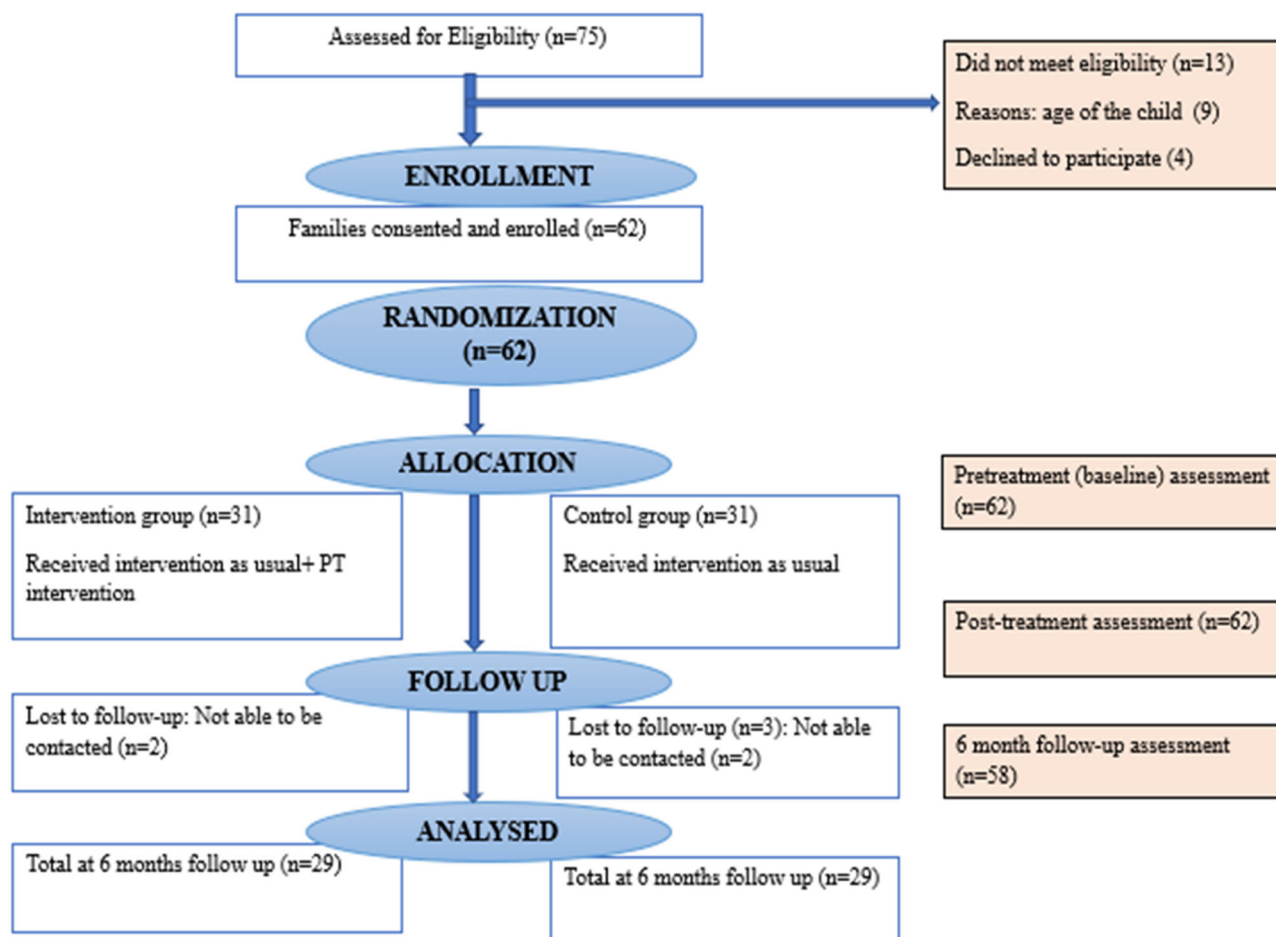 Assessed for Eligibility (n=75)
Did not meet eligibility (n=13)
Reasons: age of the child (9)
Declined to participate (4)
ENROLLMENT
Families consented and enrolled (n=62)
RANDOMIZATION
(n=62)
ALLOCATION
Pretreatment (baseline) assessment
(n=62)
Intervention group (n=31)
Received intervention as usual+ PT
intervention
Control group (n=31)
Received intervention as usual
Post-treatment assessment (n=62)
FOLLOW UP
Lost to follow-up: Not able to be
contacted (n=2)
Lost to follow-up (n=3): Not able
to be contacted (n=2)
6 month follow-up assessment
(n=58)
ANALYSED
Total at 6 months follow up (n=29)
Total at 6 months follow up (n=29)